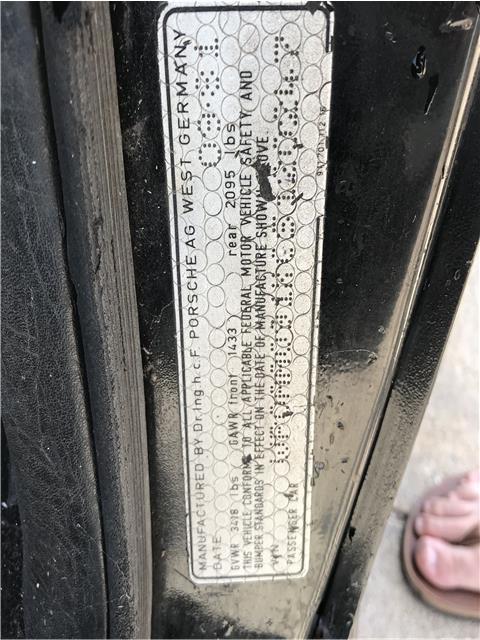 MANUFACTURED BY Dr.Ing.h.c.F. PORSCHE AG WEST GERMANY
DATE
GVWR 3418 lbs GAWR front 1433 rear 2095 lbs
THIS VEHICLE CONFORMS TO ALL APPLICABLE FEDERAL MOTOR VEHICLE SAFETY AND
BUMPER STANDARDS IN EFFECT ON THE DATE OF MANUFACTURE SHOWN ABOVE.
VIN
PASSENGER CAR